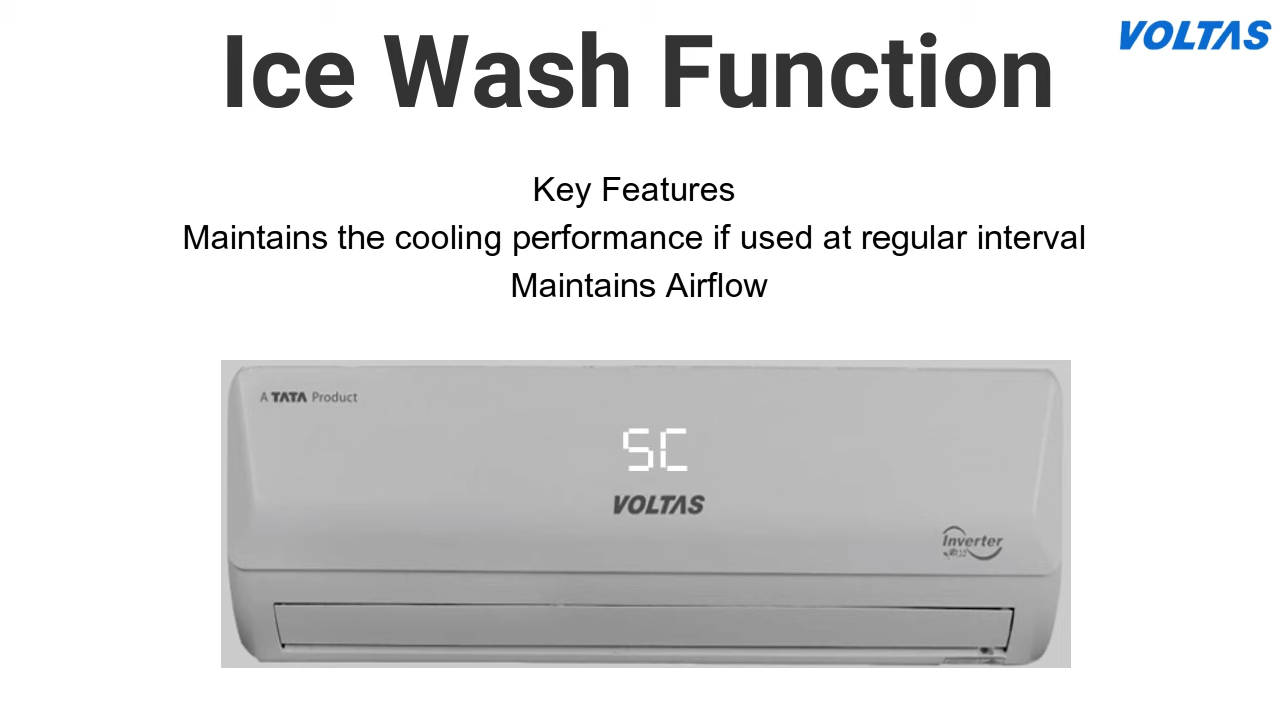 VOLTAS
Ice Wash Function
Key Features
Maintains the cooling performance if used at regular interval
Maintains Airflow
A TATA Product
SC
VOLTAS
Inverter